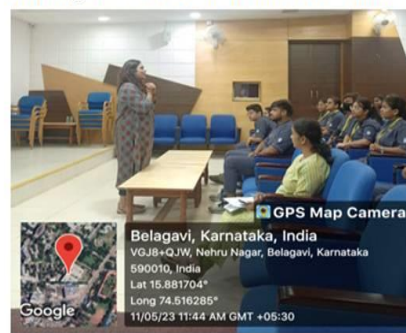 GPS Map Camera
Belagavi, Karnataka, India
VGJ8+QJW, Nehru Nagar, Belagavi, Karnataka
590010, India
Lat 15.881704°
Long 74.516285°
11/05/23 11:44 AM GMT +05:30
Google